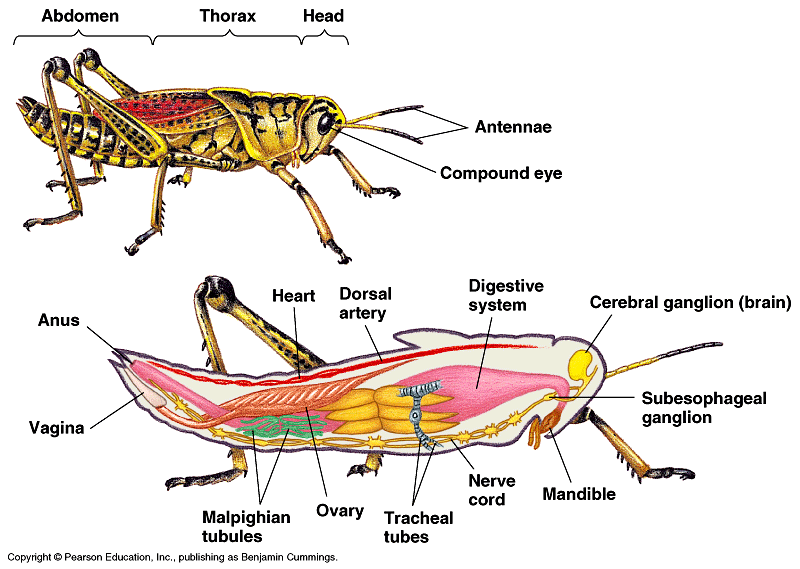 Abdomen Thorax Head
Antennae
Compound eye
Heart
Dorsal
artery
Digestive
system
Cerebral ganglion (brain)
Anus
Vagina
Subesophageal
ganglion
Malpighian
tubules
Ovary
Tracheal
tubes
Nerve
cord
Mandible
Copyright © Pearson Education, Inc., publishing as Benjamin Cummings.